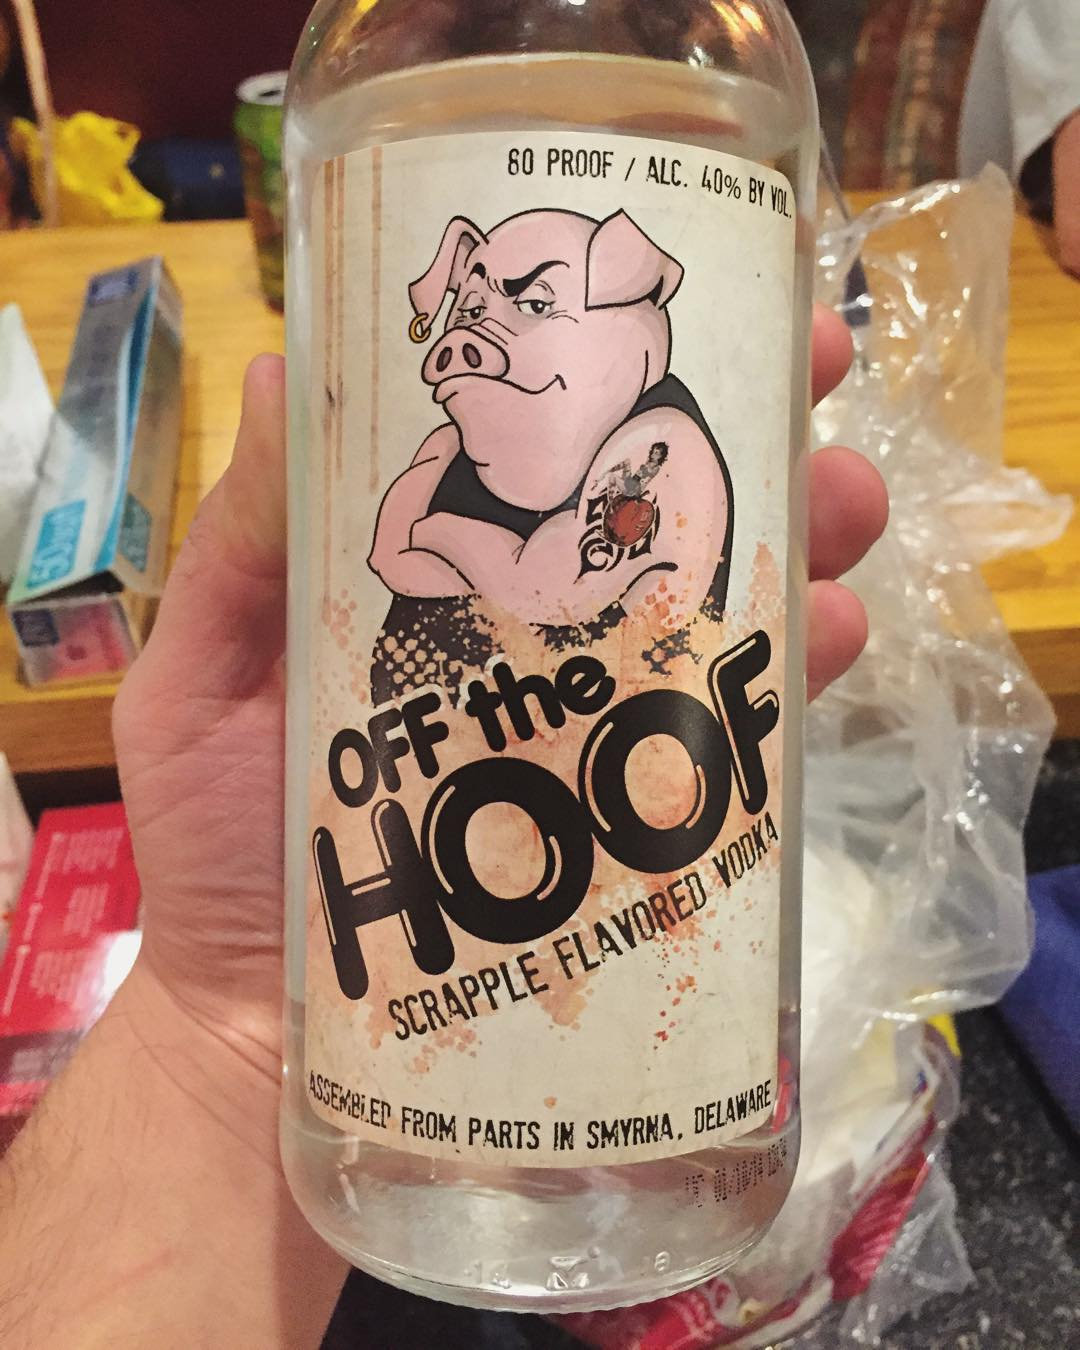 80 PROOF / ALC. 40% BY VOL.
OFF the
HOOF
SCRAPPLE FLAVORED VODKA
ASSEMBLED FROM PARTS IN SMYRNA, DELAWARE